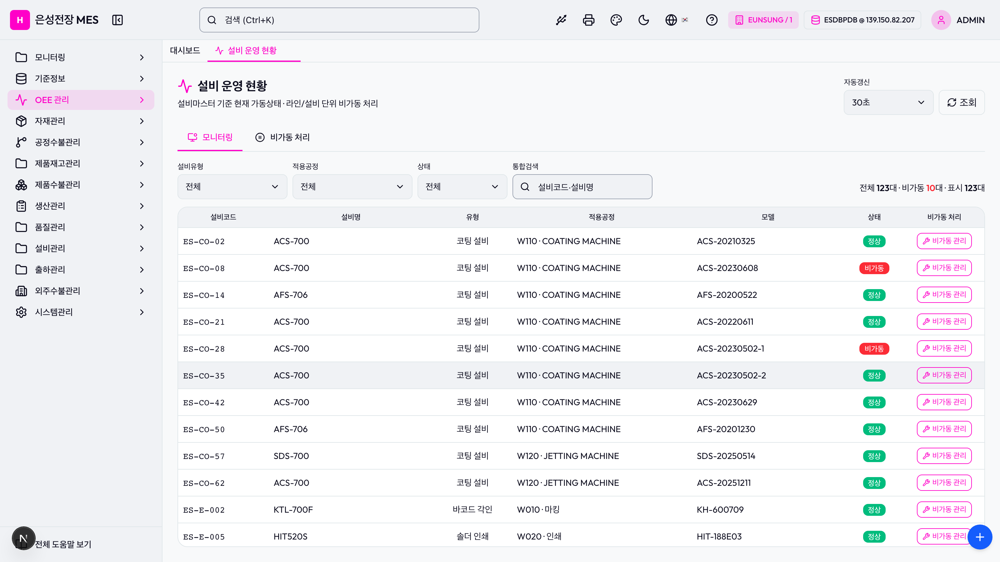 H 은성전장 MES 검색 (Ctrl+K) EUNSUNG / 1 ESDBPDB @ 139.150.82.207 ADMIN
모니터링
기준정보
OEE 관리
자재관리
공정수불관리
제품재고관리
제품수불관리
생산관리
품질관리
설비관리
출하관리
외주수불관리
시스템관리
N 전체 도움말 보기
대시보드 설비 운영 현황
설비 운영 현황
설비마스터 기준 현재 가동상태 · 라인/설비 단위 비가동 처리
자동갱신
30초 조회
모니터링 비가동 처리
설비유형 적용공정 상태 통합검색
전체 전체 전체 설비코드·설비명
전체 123대 · 비가동 10대 · 표시 123대
설비코드 설비명 유형 적용공정 모델 상태 비가동 처리
ES-CO-02 ACS-700 코팅 설비 W110 · COATING MACHINE ACS-20210325 정상 비가동 관리
ES-CO-08 ACS-700 코팅 설비 W110 · COATING MACHINE ACS-20230608 비가동 비가동 관리
ES-CO-14 AFS-706 코팅 설비 W110 · COATING MACHINE AFS-20200522 정상 비가동 관리
ES-CO-21 ACS-700 코팅 설비 W110 · COATING MACHINE ACS-20220611 정상 비가동 관리
ES-CO-28 ACS-700 코팅 설비 W110 · COATING MACHINE ACS-20230502-1 비가동 비가동 관리
ES-CO-35 ACS-700 코팅 설비 W110 · COATING MACHINE ACS-20230502-2 정상 비가동 관리
ES-CO-42 ACS-700 코팅 설비 W110 · COATING MACHINE ACS-20230629 정상 비가동 관리
ES-CO-50 AFS-706 코팅 설비 W110 · COATING MACHINE AFS-20201230 정상 비가동 관리
ES-CO-57 SDS-700 코팅 설비 W120 · JETTING MACHINE SDS-20250514 정상 비가동 관리
ES-CO-62 ACS-700 코팅 설비 W120 · JETTING MACHINE ACS-20251211 정상 비가동 관리
ES-E-002 KTL-700F 바코드 각인 W010 · 마킹 KH-600709 정상 비가동 관리
ES-E-005 HIT520S 솔더 인쇄 W020 · 인쇄 HIT-188E03 정상 비가동 관리